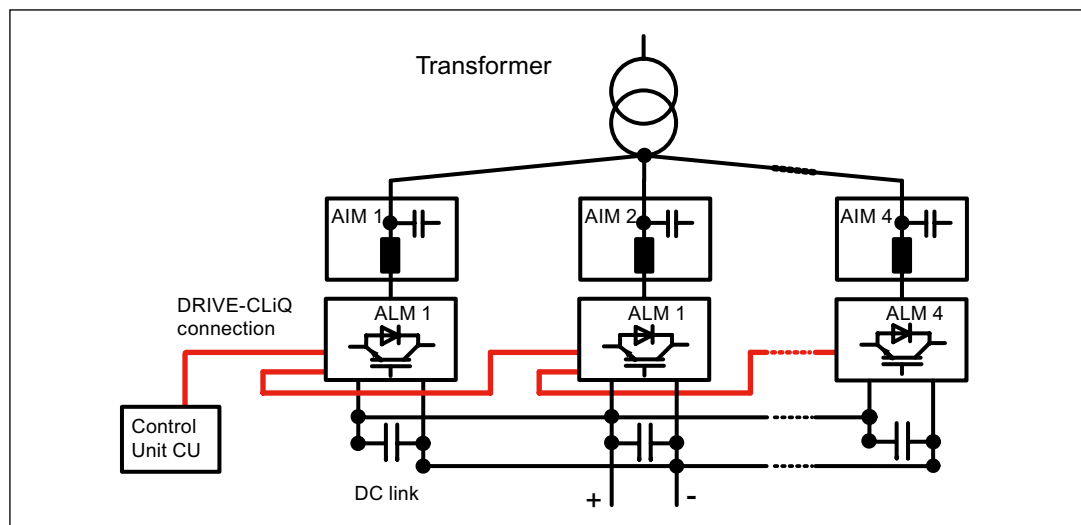 Transformer
AIM 1
AIM 2
AIM 4
DRIVE-CLiQ
connection
ALM 1
ALM 1
ALM 4
Control
Unit CU
DC link
+
-